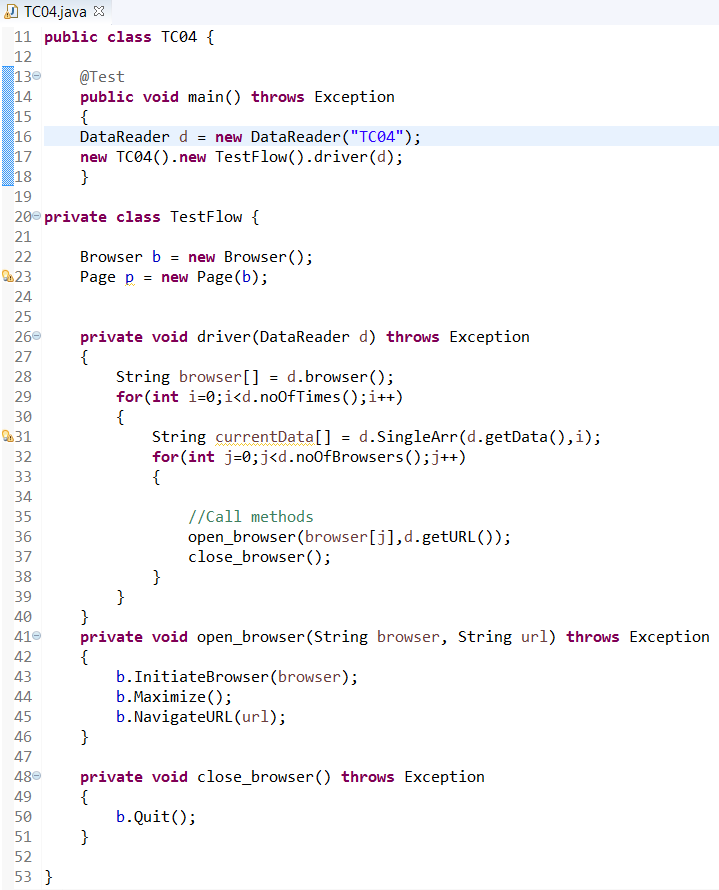 TC04.java
11 public class TC04 {
12
13 @Test
14 public void main() throws Exception
15 {
16 DataReader d = new DataReader("TC04");
17 new TC04().new TestFlow().driver(d);
18 }
19
20 private class TestFlow {
21
22 Browser b = new Browser();
23 Page p = new Page(b);
24
25
26 private void driver(DataReader d) throws Exception
27 {
28 String browser[] = d.browser();
29 for(int i=0;i<d.noOfTimes();i++)
30 {
31 String currentData[] = d.SingleArr(d.getData(),i);
32 for(int j=0;j<d.noOfBrowsers();j++)
33 {
34
35 //Call methods
36 open_browser(browser[j],d.getURL());
37 close_browser();
38 }
39 }
40 }
41 private void open_browser(String browser, String url) throws Exception
42 {
43 b.InitiateBrowser(browser);
44 b.Maximize();
45 b.NavigateURL(url);
46 }
47
48 private void close_browser() throws Exception
49 {
50 b.Quit();
51 }
52
53 }